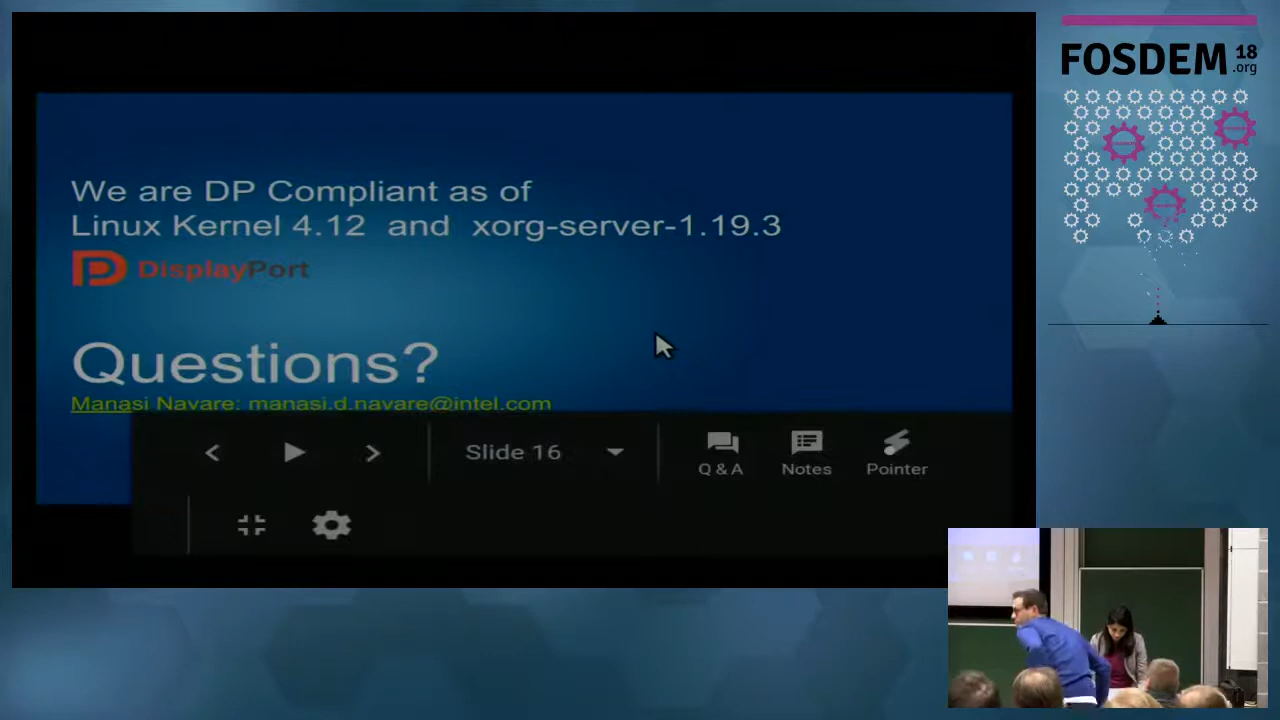 We are DP Compliant as of
Linux Kernel 4.12 and xorg-server-1.19.3
DisplayPort
Questions?
Manasi Navare: manasi.d.navare@intel.com
Slide 16
Q & A
Notes
Pointer
FOSDEM 18
.org